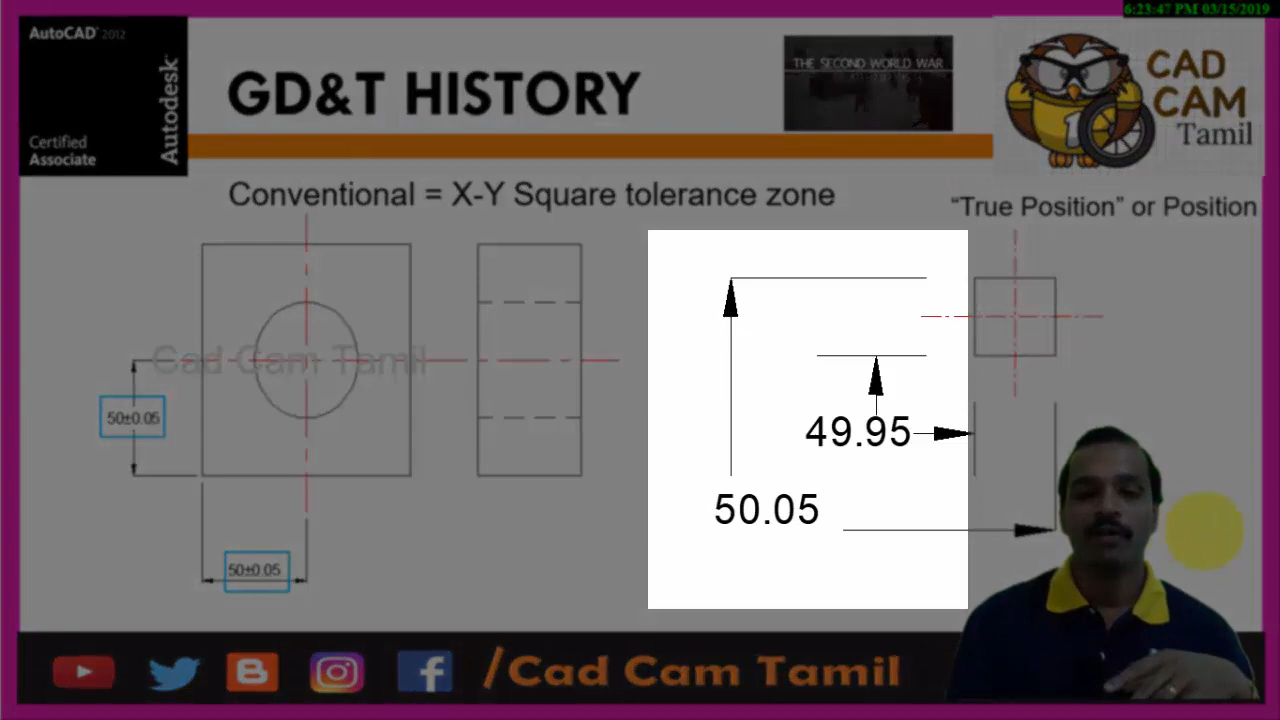 6:23:47 PM 03/15/2019
AutoCAD 2012
Autodesk
Certified
Associate
GD&T HISTORY
THE SECOND WORLD WAR
CAD
CAM
Tamil
Conventional = X-Y Square tolerance zone
“True Position” or Position
Cad Cam Tamil
50±0.05
49.95
50.05
50±0.05
/Cad Cam Tamil